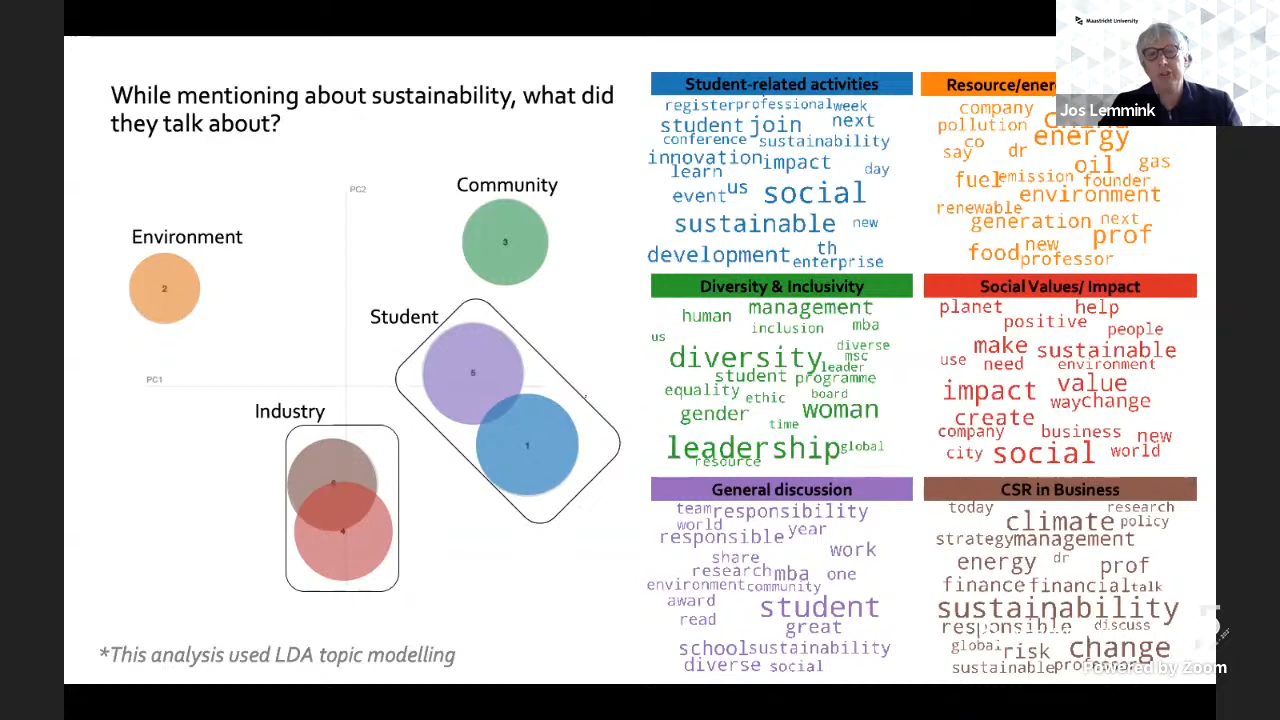 Maastricht University
Jos Lemmink
While mentioning about sustainability, what did
they talk about?
PC2
Community
3
Environment
2
Student
5
PC1
1
Industry
6
4
*This analysis used LDA topic modelling
Student-related activities
register professional week
student join next
conference sustainability
innovation impact
learn day
event us social
sustainable new
development th
enterprise
Resource/ener
company
pollution energy
co
say dr oil gas
fuel emission founder
environment
renewable
generation next
new prof
food professor
Diversity & Inclusivity
human management
us inclusion mba
diversity diverse
msc
leader
student programme
equality ethic board
gender woman
time
leadership global
resource
Social Values/ Impact
planet help
positive people
make sustainable
use need environment
impact value
way change
create
company business new
city social world
General discussion
team responsibility
world year
responsible
share work
research mba one
environment community
award student
read great
school sustainability
diverse social
CSR in Business
today research
climate policy
strategy management
energy dr prof
finance financial talk
sustainability
responsible discuss
global risk change
sustainable professor
Powered by Zoom